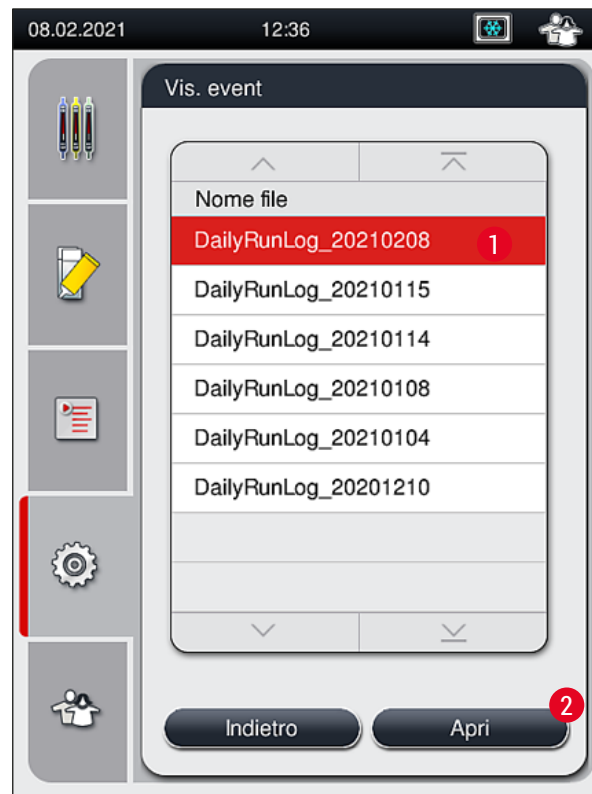 08.02.2021 12:36
Vis. event
Nome file
DailyRunLog_20210208 1
DailyRunLog_20210115
DailyRunLog_20210114
DailyRunLog_20210108
DailyRunLog_20210104
DailyRunLog_20201210
2
Indietro Apri